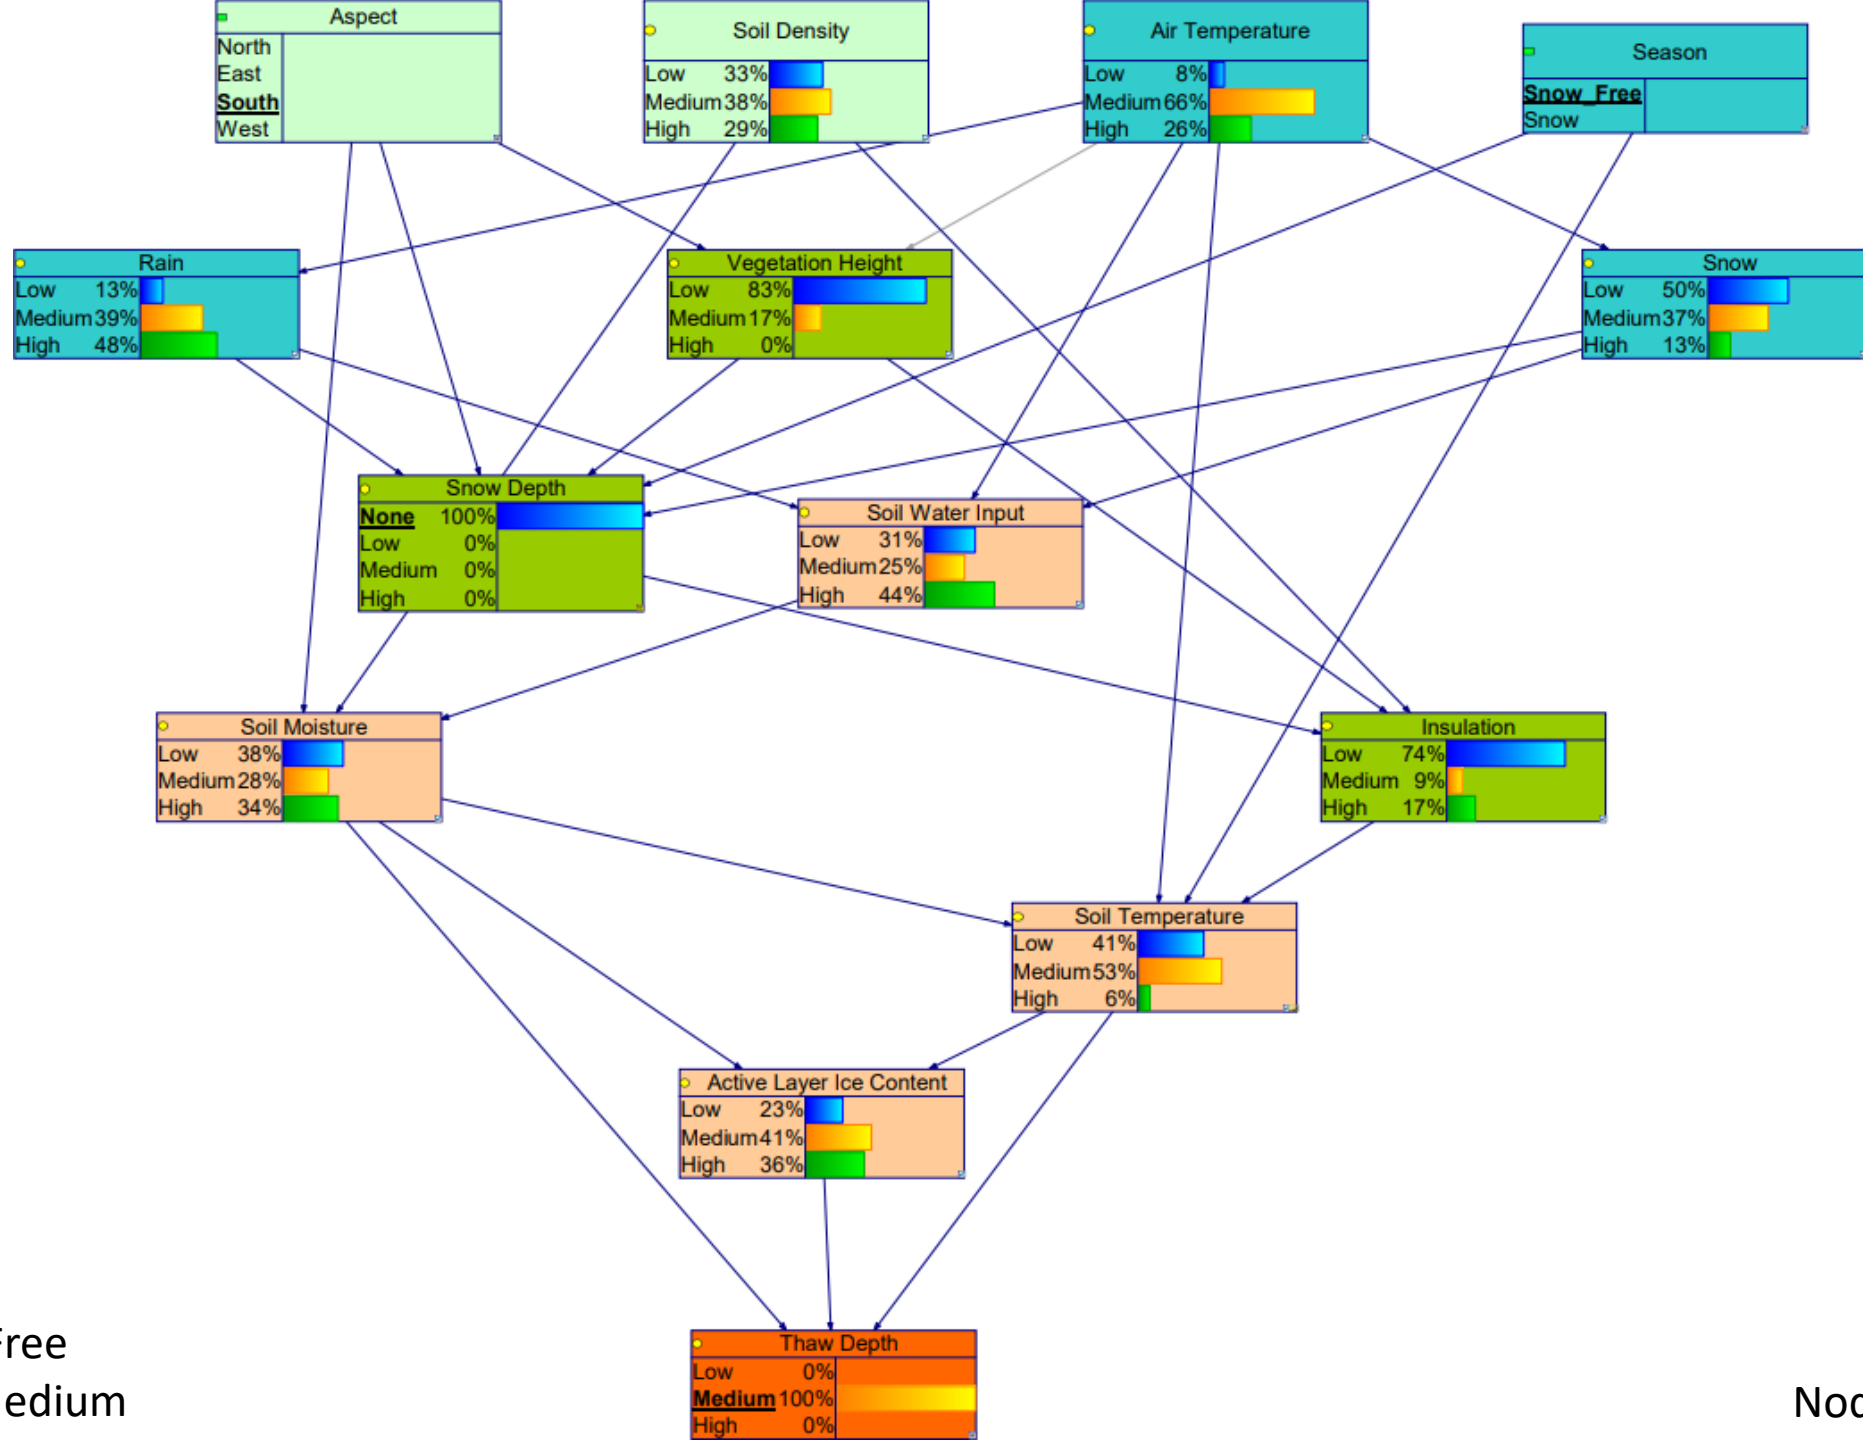 Aspect
North
East
South
West
Soil Density
Low 33%
Medium 38%
High 29%
Air Temperature
Low 8%
Medium 66%
High 26%
Season
Snow_Free
Snow
Rain
Low 13%
Medium 39%
High 48%
Vegetation Height
Low 83%
Medium 17%
High 0%
Snow
Low 50%
Medium 37%
High 13%
Snow Depth
None 100%
Low 0%
Medium 0%
High 0%
Soil Water Input
Low 31%
Medium 25%
High 44%
Soil Moisture
Low 38%
Medium 28%
High 34%
Insulation
Low 74%
Medium 9%
High 17%
Soil Temperature
Low 41%
Medium 53%
High 6%
Active Layer Ice Content
Low 23%
Medium 41%
High 36%
Thaw Depth
Low 0%
Medium 100%
High 0%
ree
edium